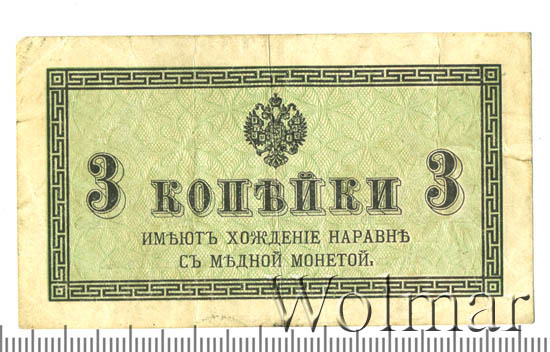 3 КОПѢЙКИ 3
ИМѢЮТЪ ХОЖДЕНІЕ НАРАВНѢ
СЪ МѢДНОЙ МОНЕТОЙ.
Wolmar